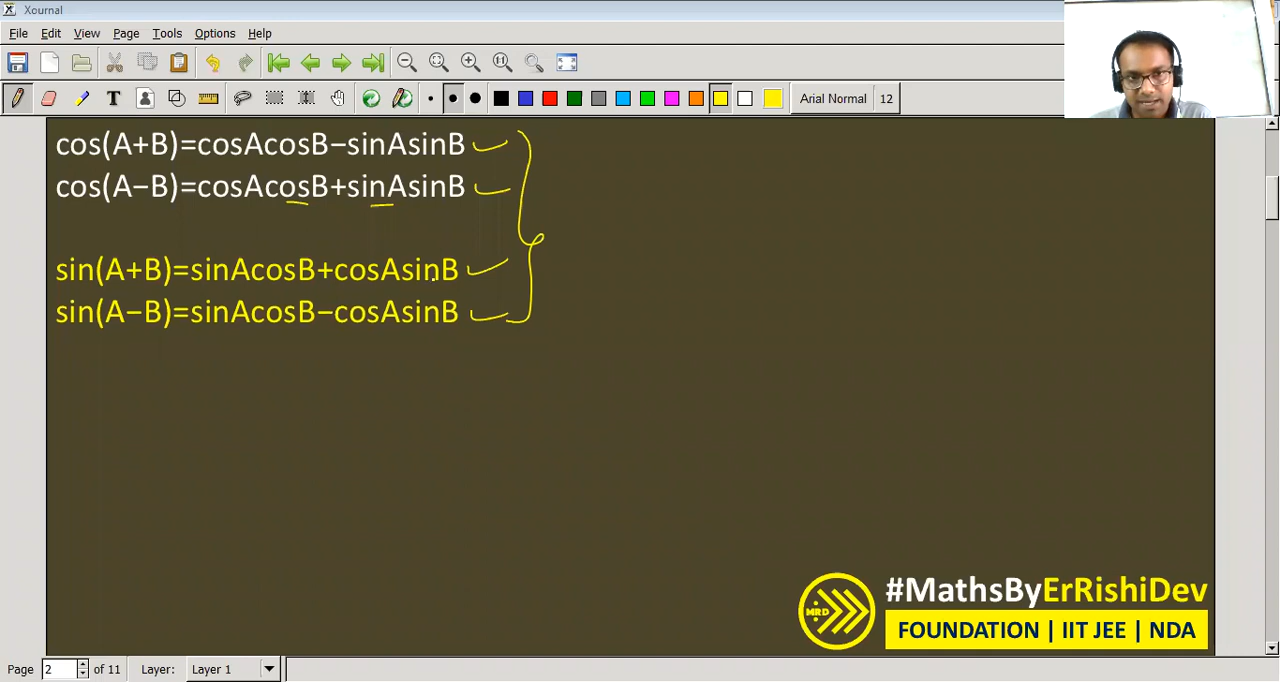 Xournal
File Edit View Page Tools Options Help
Arial Normal 12
cos(A+B)=cosAcosB−sinAsinB
cos(A−B)=cosAcosB+sinAsinB
sin(A+B)=sinAcosB+cosAsinB
sin(A−B)=sinAcosB−cosAsinB
MRD
#MathsByErRishiDev
FOUNDATION | IIT JEE | NDA
Page 2 of 11 Layer: Layer 1